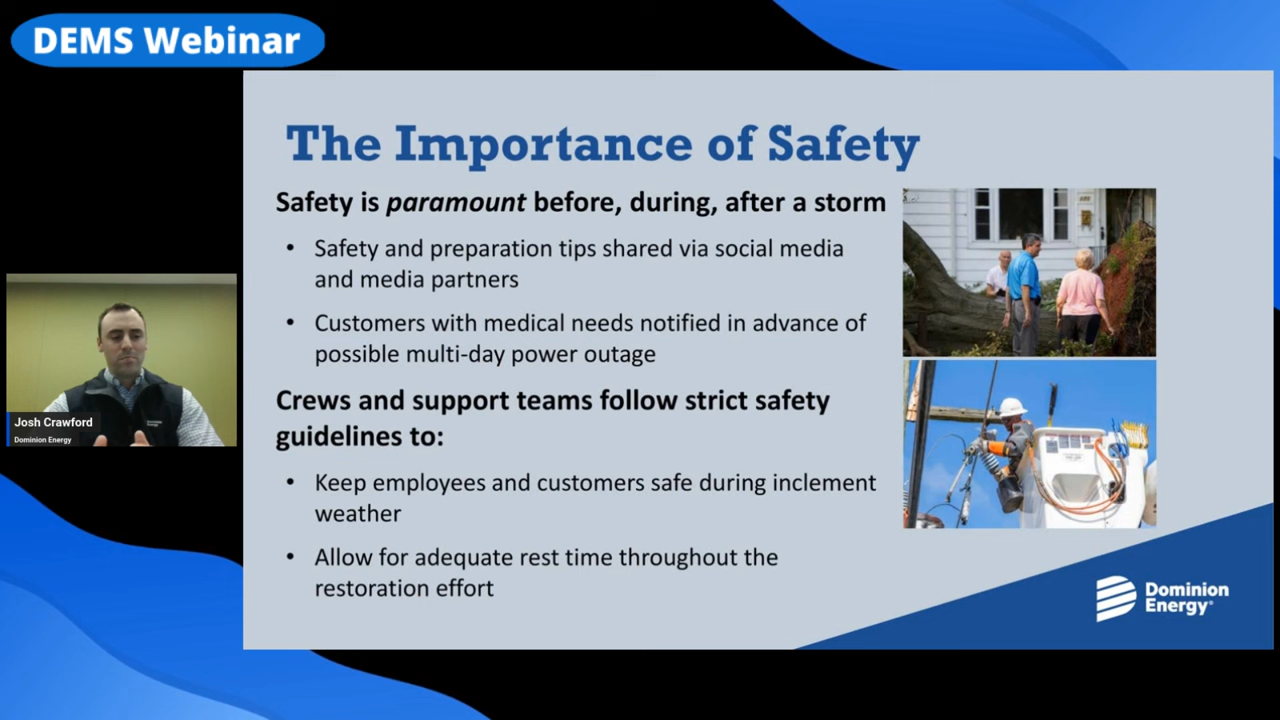 DEMS Webinar
The Importance of Safety
Safety is paramount before, during, after a storm
• Safety and preparation tips shared via social media
and media partners
• Customers with medical needs notified in advance of
possible multi-day power outage
Crews and support teams follow strict safety
guidelines to:
• Keep employees and customers safe during inclement
weather
• Allow for adequate rest time throughout the
restoration effort
Josh Crawford
Dominion Energy
Dominion
Energy®